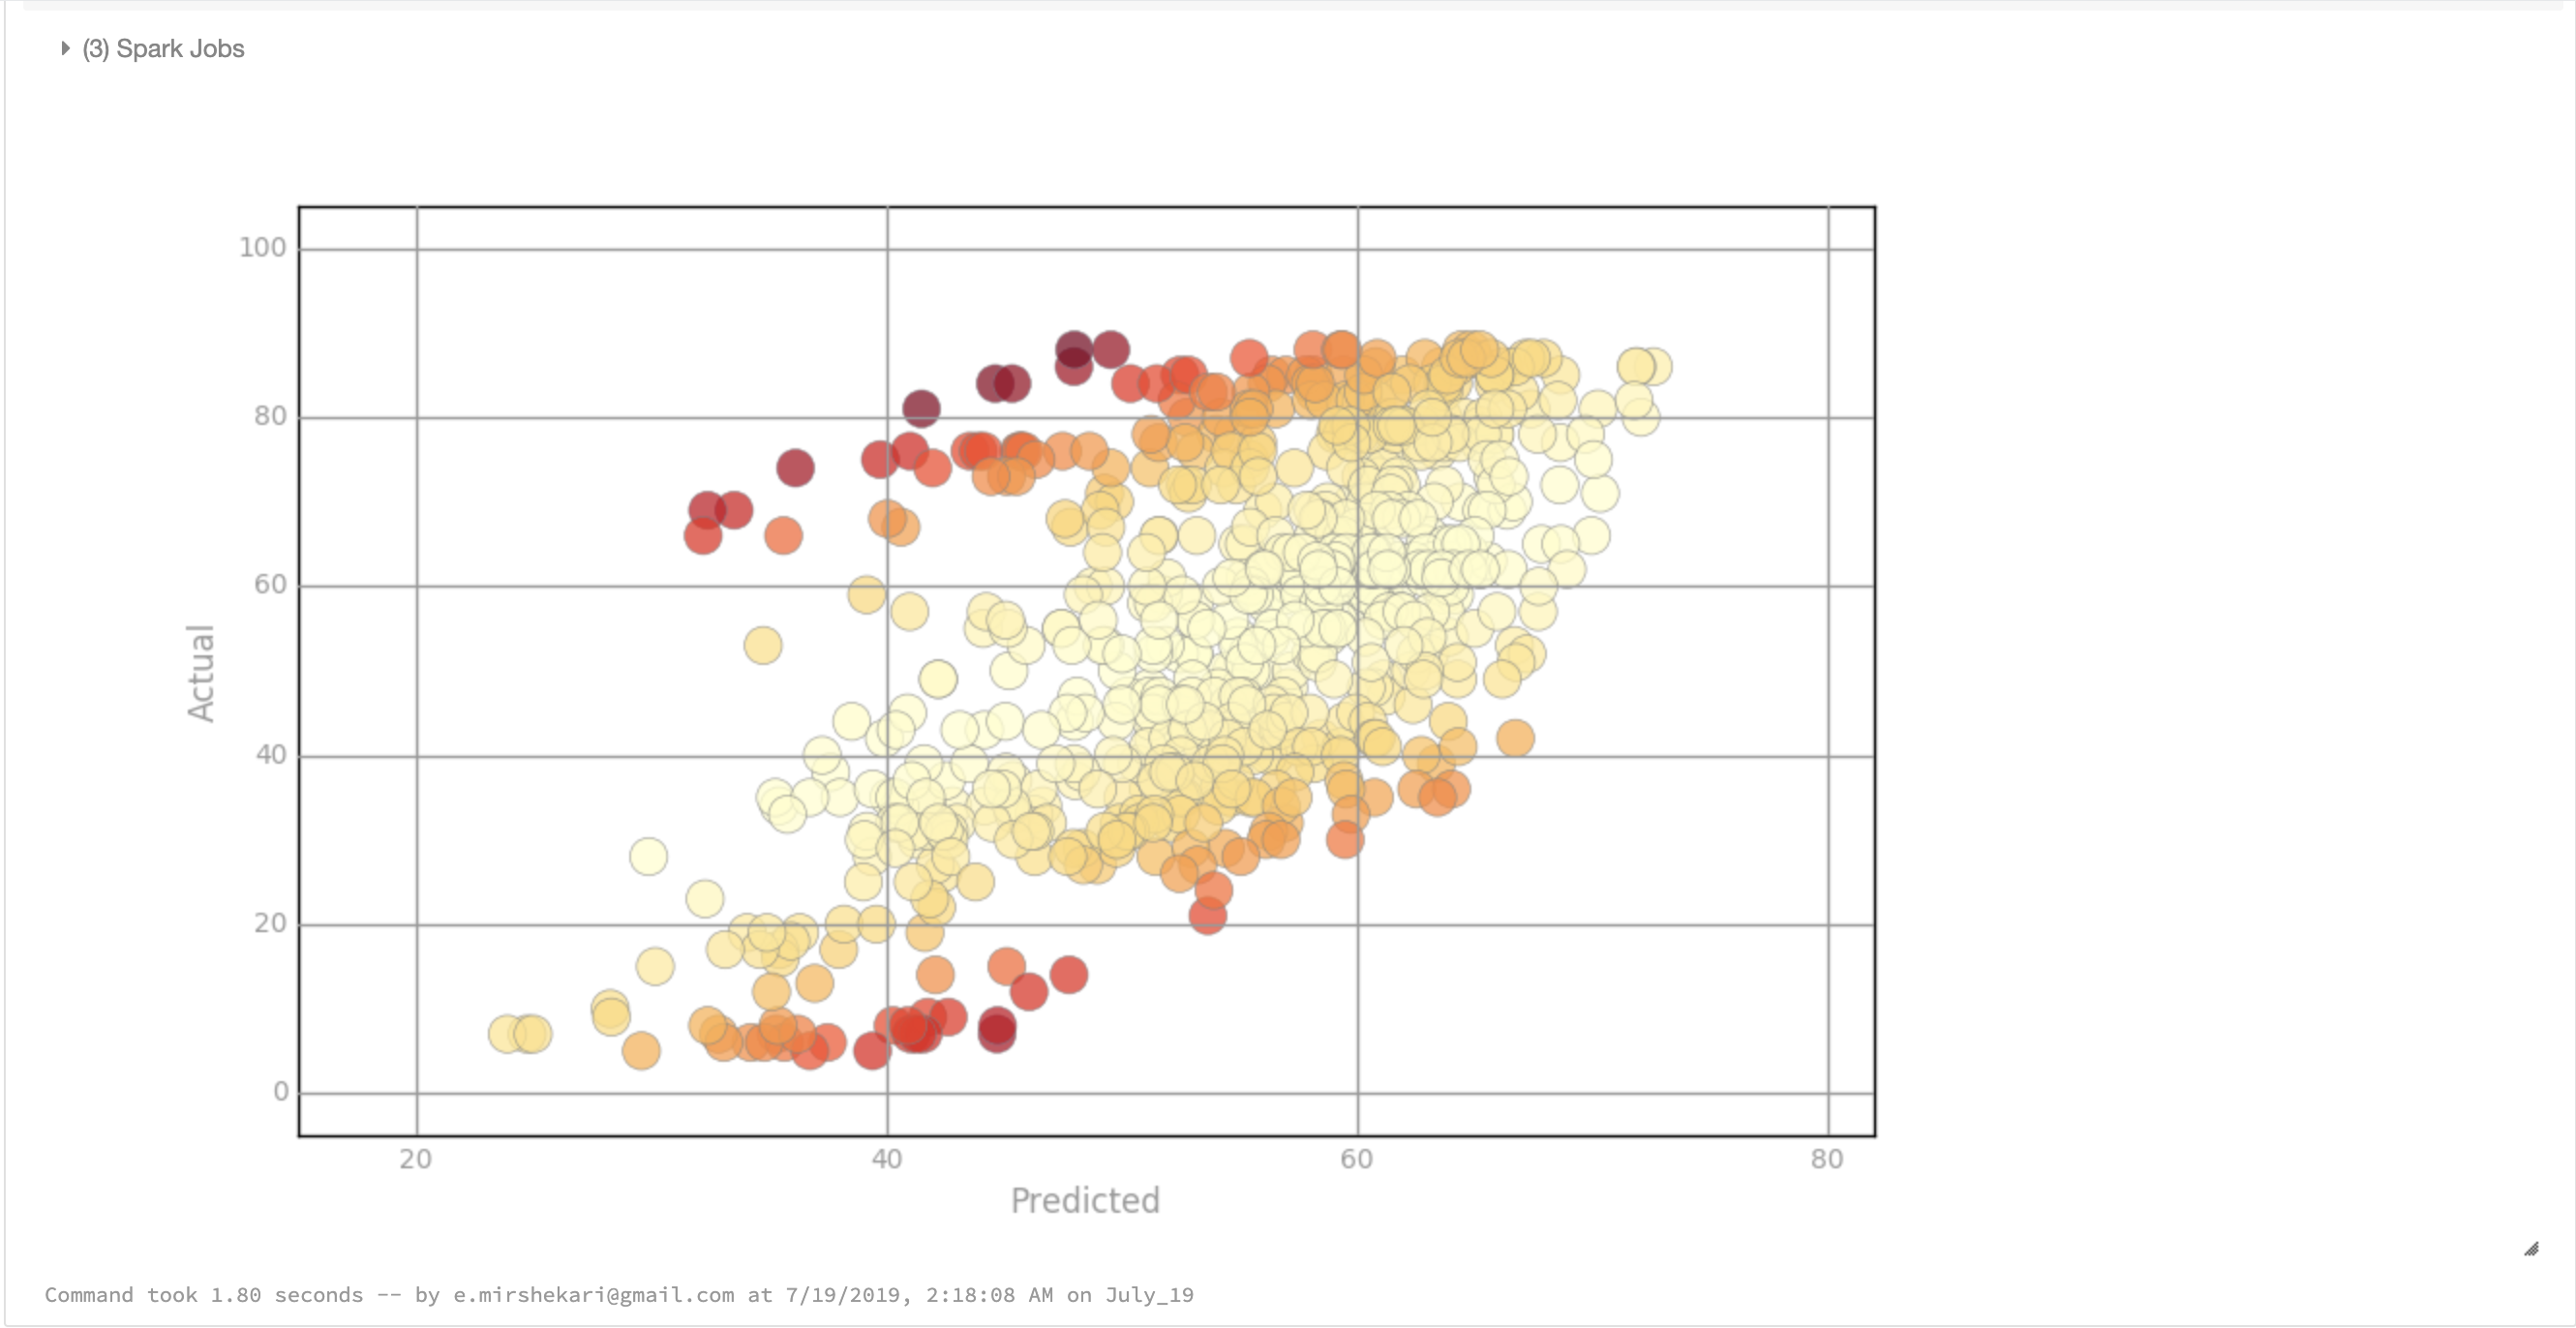 (3) Spark Jobs
100
80
60
40
20
0
Actual
20 40 60 80
Predicted
Command took 1.80 seconds -- by e.mirshekari@gmail.com at 7/19/2019, 2:18:08 AM on July_19